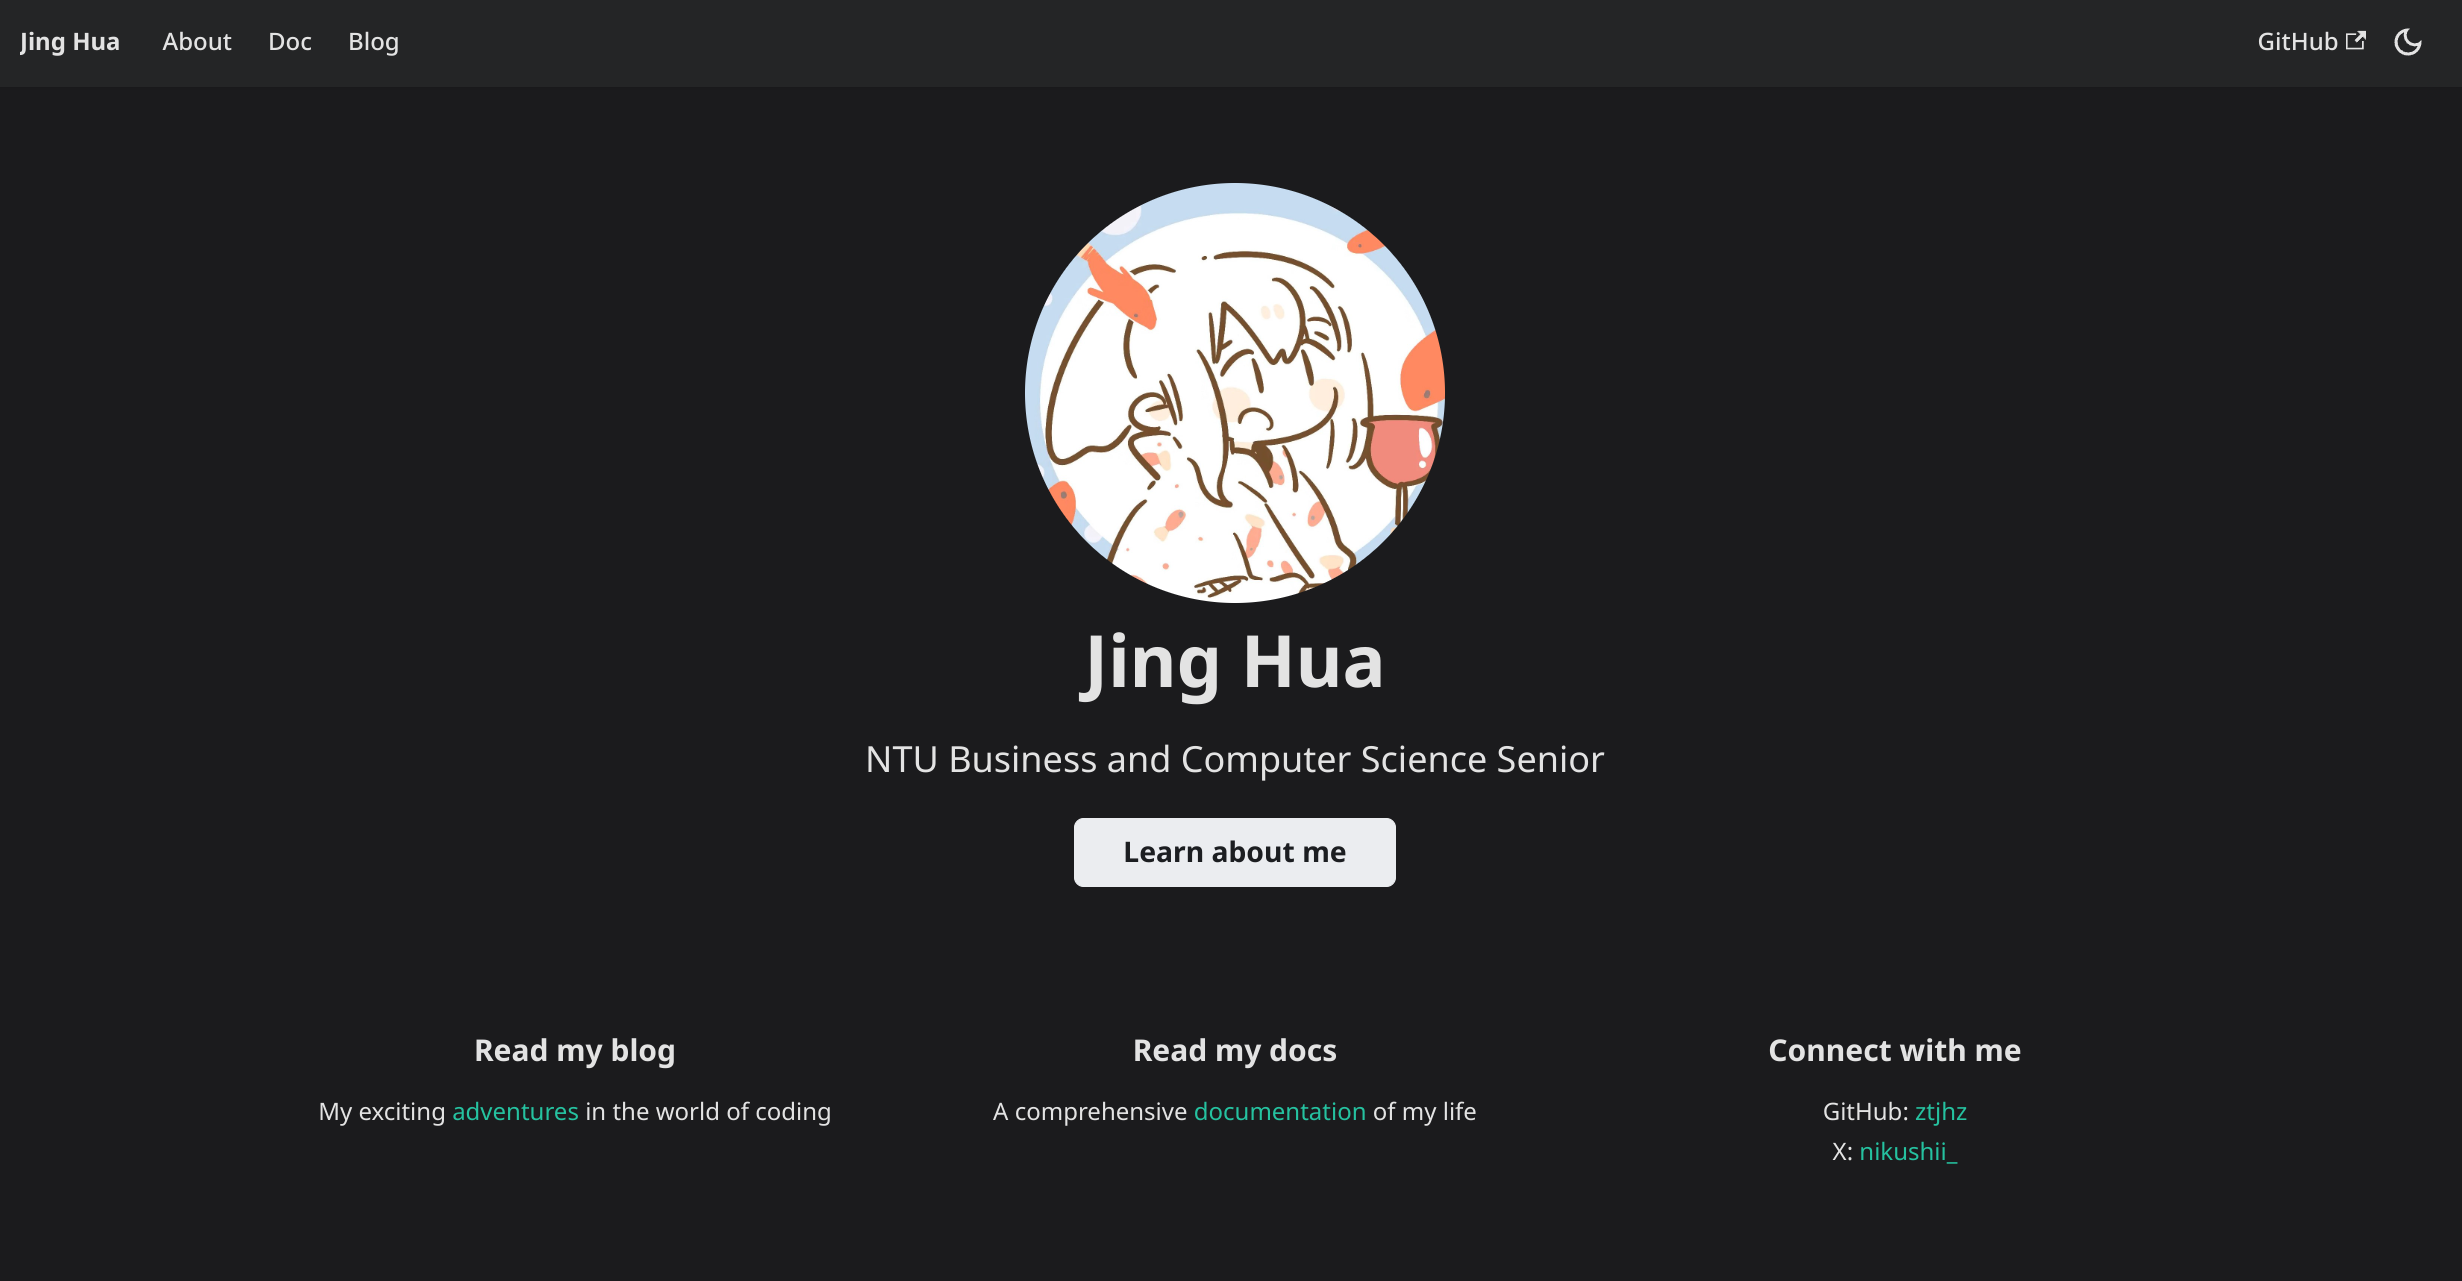 Jing Hua About Doc Blog GitHub
Jing Hua
NTU Business and Computer Science Senior
Learn about me
Read my blog
My exciting adventures in the world of coding
Read my docs
A comprehensive documentation of my life
Connect with me
GitHub: ztjhz
X: nikushii_